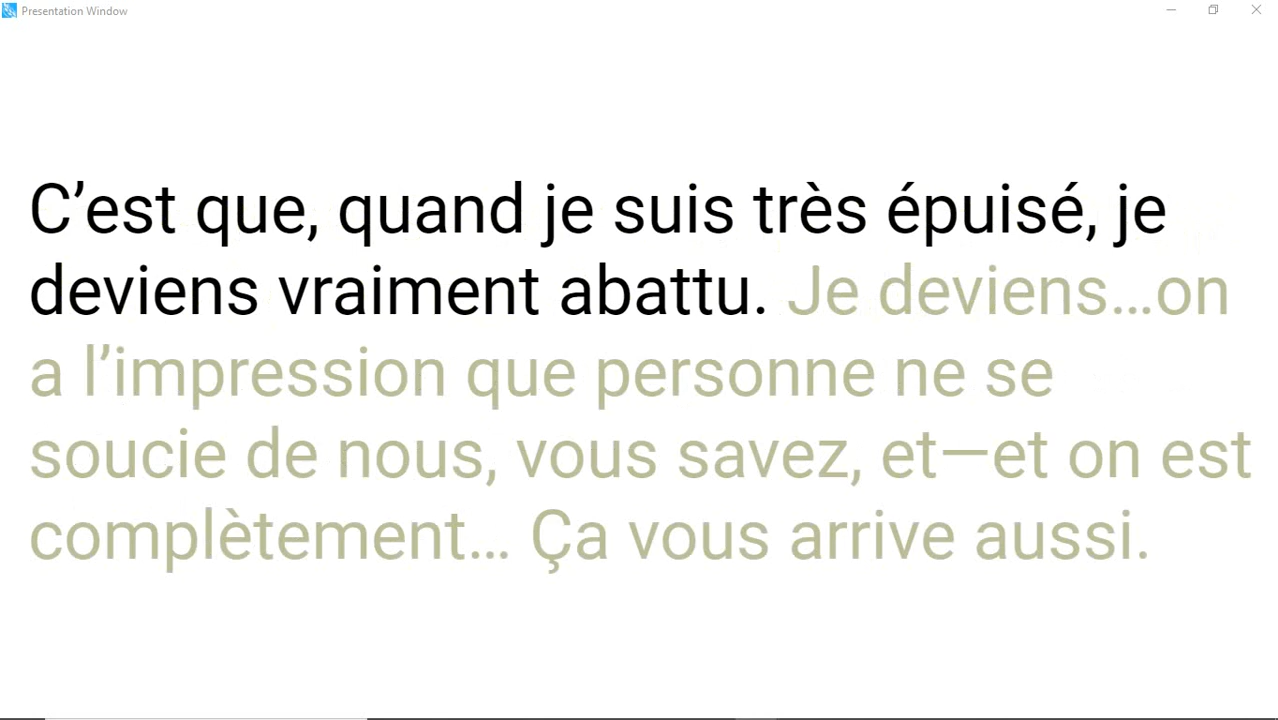 Presentation Window
C’est que, quand je suis très épuisé, je
deviens vraiment abattu. Je deviens…on
a l’impression que personne ne se
soucie de nous, vous savez, et—et on est
complètement… Ça vous arrive aussi.